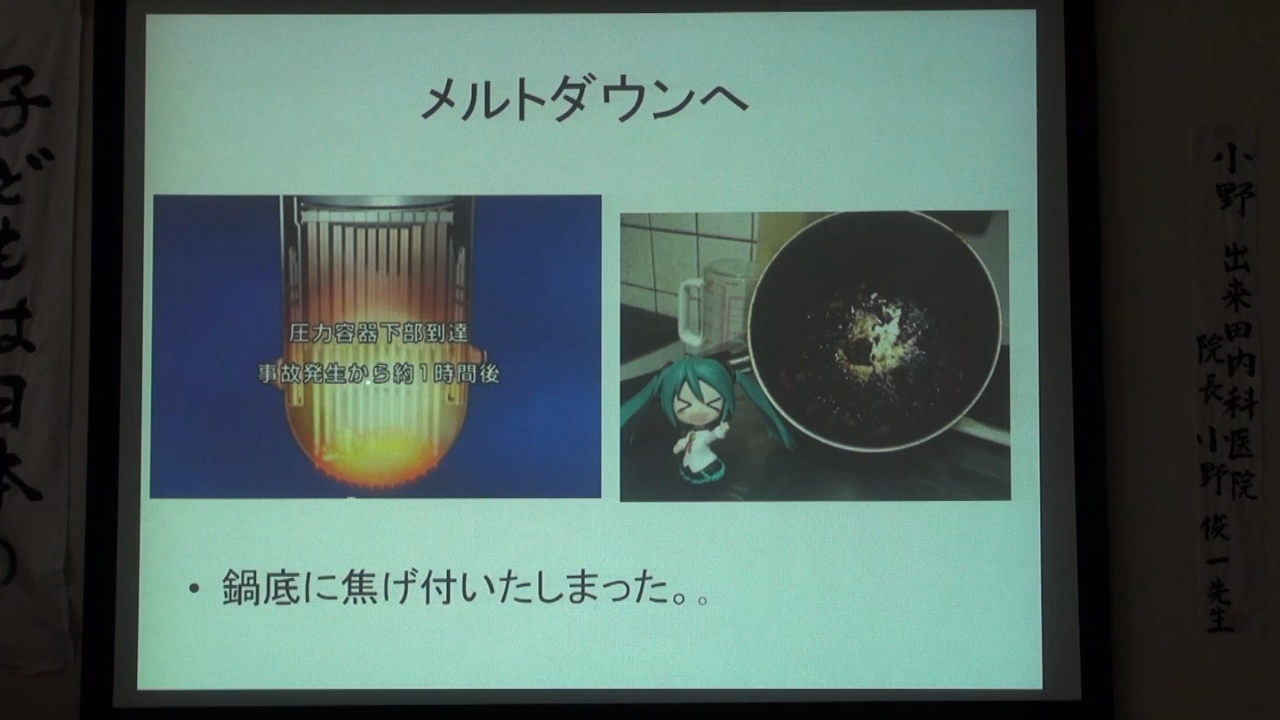 メルトダウンへ
圧力容器下部到達
事故発生から約1時間後
・鍋底に焦げ付いたしまった。。
子どもは日本の
小野 出来田内科医院
院長 小野 俊一先生